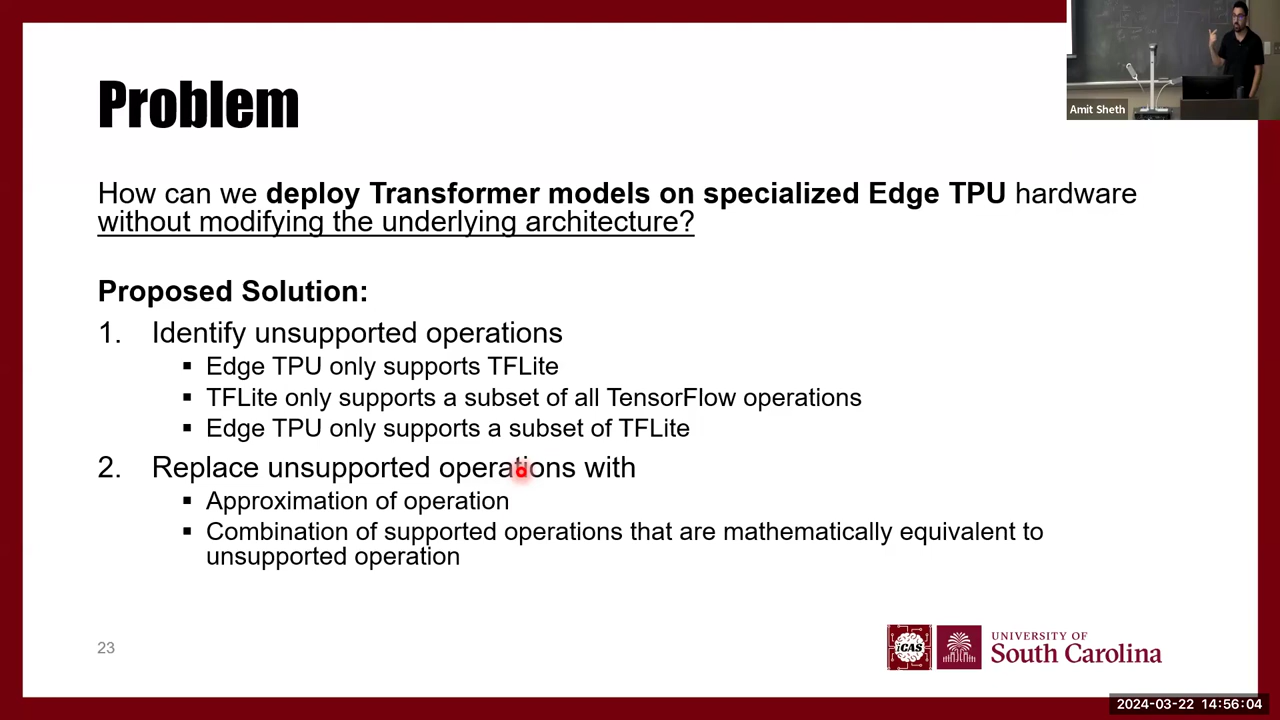 Problem
Amit Sheth
How can we deploy Transformer models on specialized Edge TPU hardware
without modifying the underlying architecture?
Proposed Solution:
1. Identify unsupported operations
▪ Edge TPU only supports TFLite
▪ TFLite only supports a subset of all TensorFlow operations
▪ Edge TPU only supports a subset of TFLite
2. Replace unsupported operations with
▪ Approximation of operation
▪ Combination of supported operations that are mathematically equivalent to
unsupported operation
23
iCAS
UNIVERSITY OF
South Carolina
2024-03-22 14:56:04